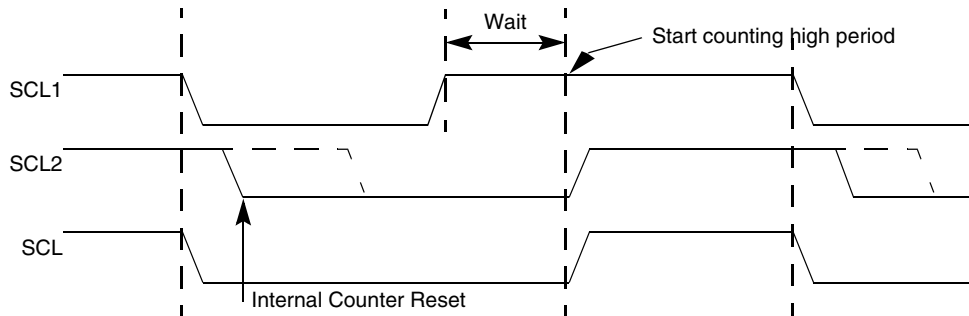 Wait
Start counting high period
SCL1
SCL2
SCL
Internal Counter Reset